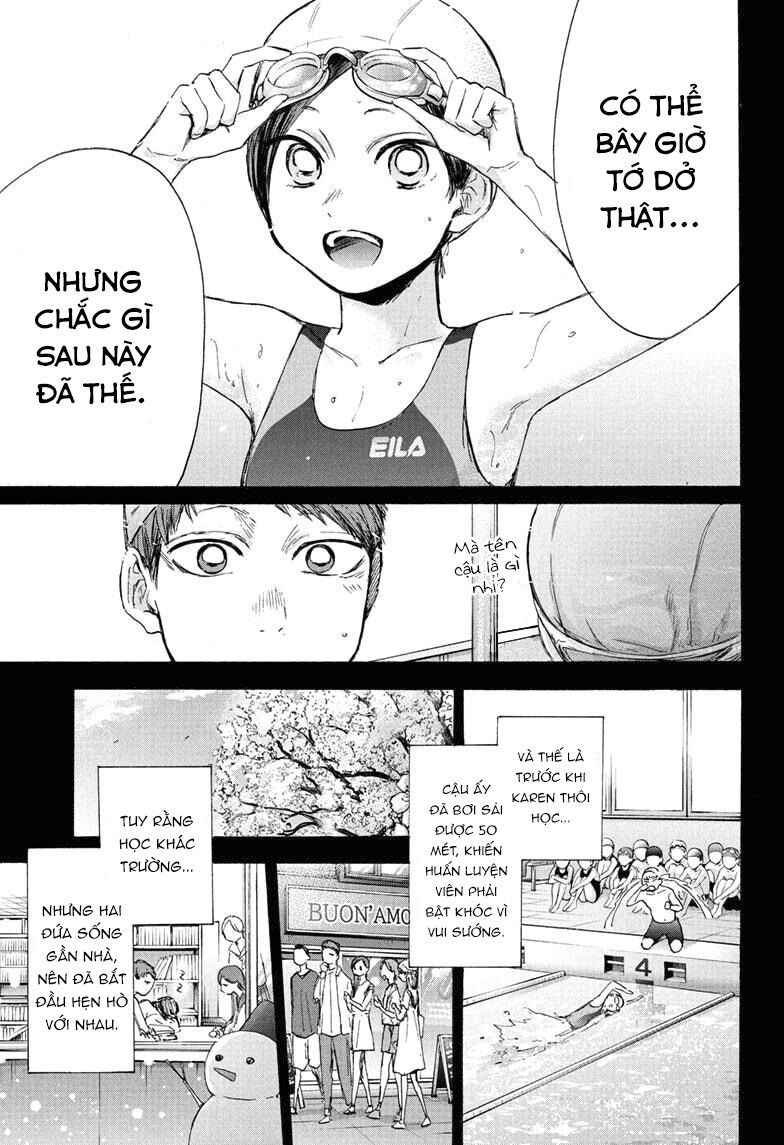 CÓ THỂ
BÂY GIỜ
TỚ DỞ
THẬT...
NHƯNG
CHẮC GÌ
SAU NÀY
ĐÃ THẾ.
EILA
Mà tên
cậu là gì
nhỉ?
VÀ THẾ LÀ
TRƯỚC KHI
KAREN THÔI
HỌC...
CẬU ẤY
ĐÃ BƠI SẢI
ĐƯỢC 50
MÉT, KHIẾN
HUẤN LUYỆN
VIÊN PHẢI
BẬT KHÓC VÌ
VUI SƯỚNG.
4
TUY RẰNG
HỌC KHÁC
TRƯỜNG...
BUON'AMO
NHƯNG HAI
ĐỨA SỐNG
GẦN NHÀ,
NÊN ĐÃ BẮT
ĐẦU HẸN HÒ
VỚI NHAU.